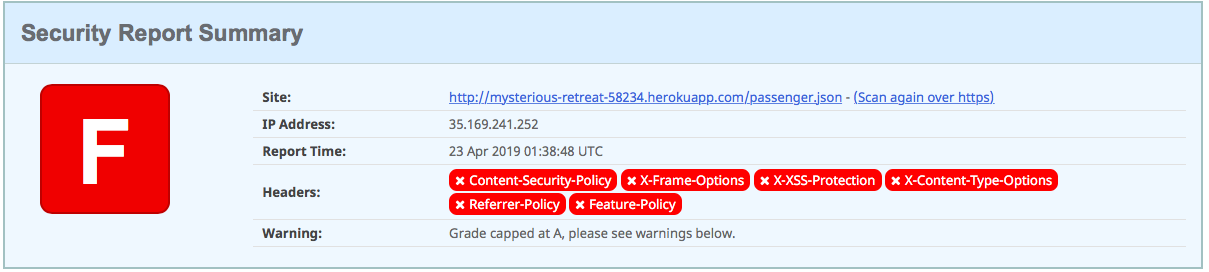 Security Report Summary
F
Site: http://mysterious-retreat-58234.herokuapp.com/passenger.json - (Scan again over https)
IP Address: 35.169.241.252
Report Time: 23 Apr 2019 01:38:48 UTC
Headers: ✖ Content-Security-Policy ✖ X-Frame-Options ✖ X-XSS-Protection ✖ X-Content-Type-Options
✖ Referrer-Policy ✖ Feature-Policy
Warning: Grade capped at A, please see warnings below.